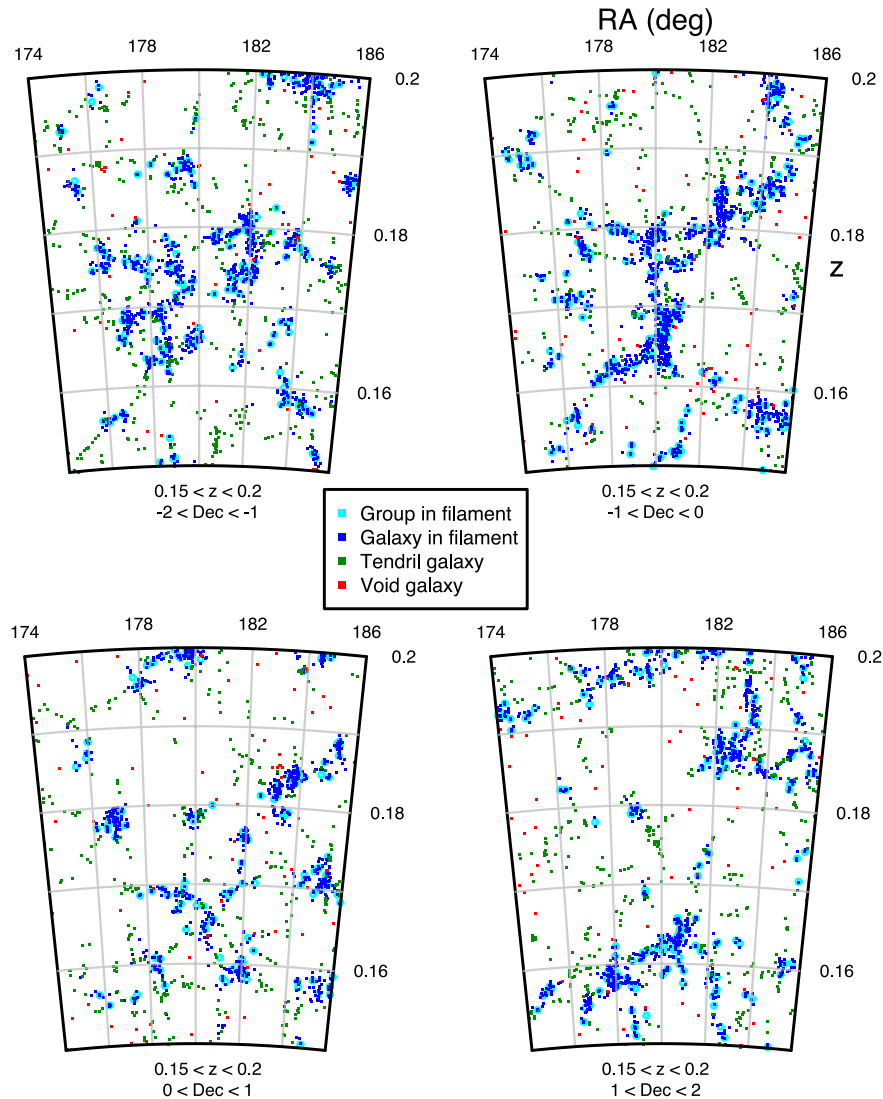 RA (deg)
174 178 182 186
174 178 182 186
0.2
0.2
0.18
0.18
z
0.16
0.16
0.15 < z < 0.2
-2 < Dec < -1
0.15 < z < 0.2
-1 < Dec < 0
Group in filament
Galaxy in filament
Tendril galaxy
Void galaxy
174 178 182 186
174 178 182 186
0.2
0.2
0.18
0.18
0.16
0.16
0.15 < z < 0.2
0 < Dec < 1
0.15 < z < 0.2
1 < Dec < 2